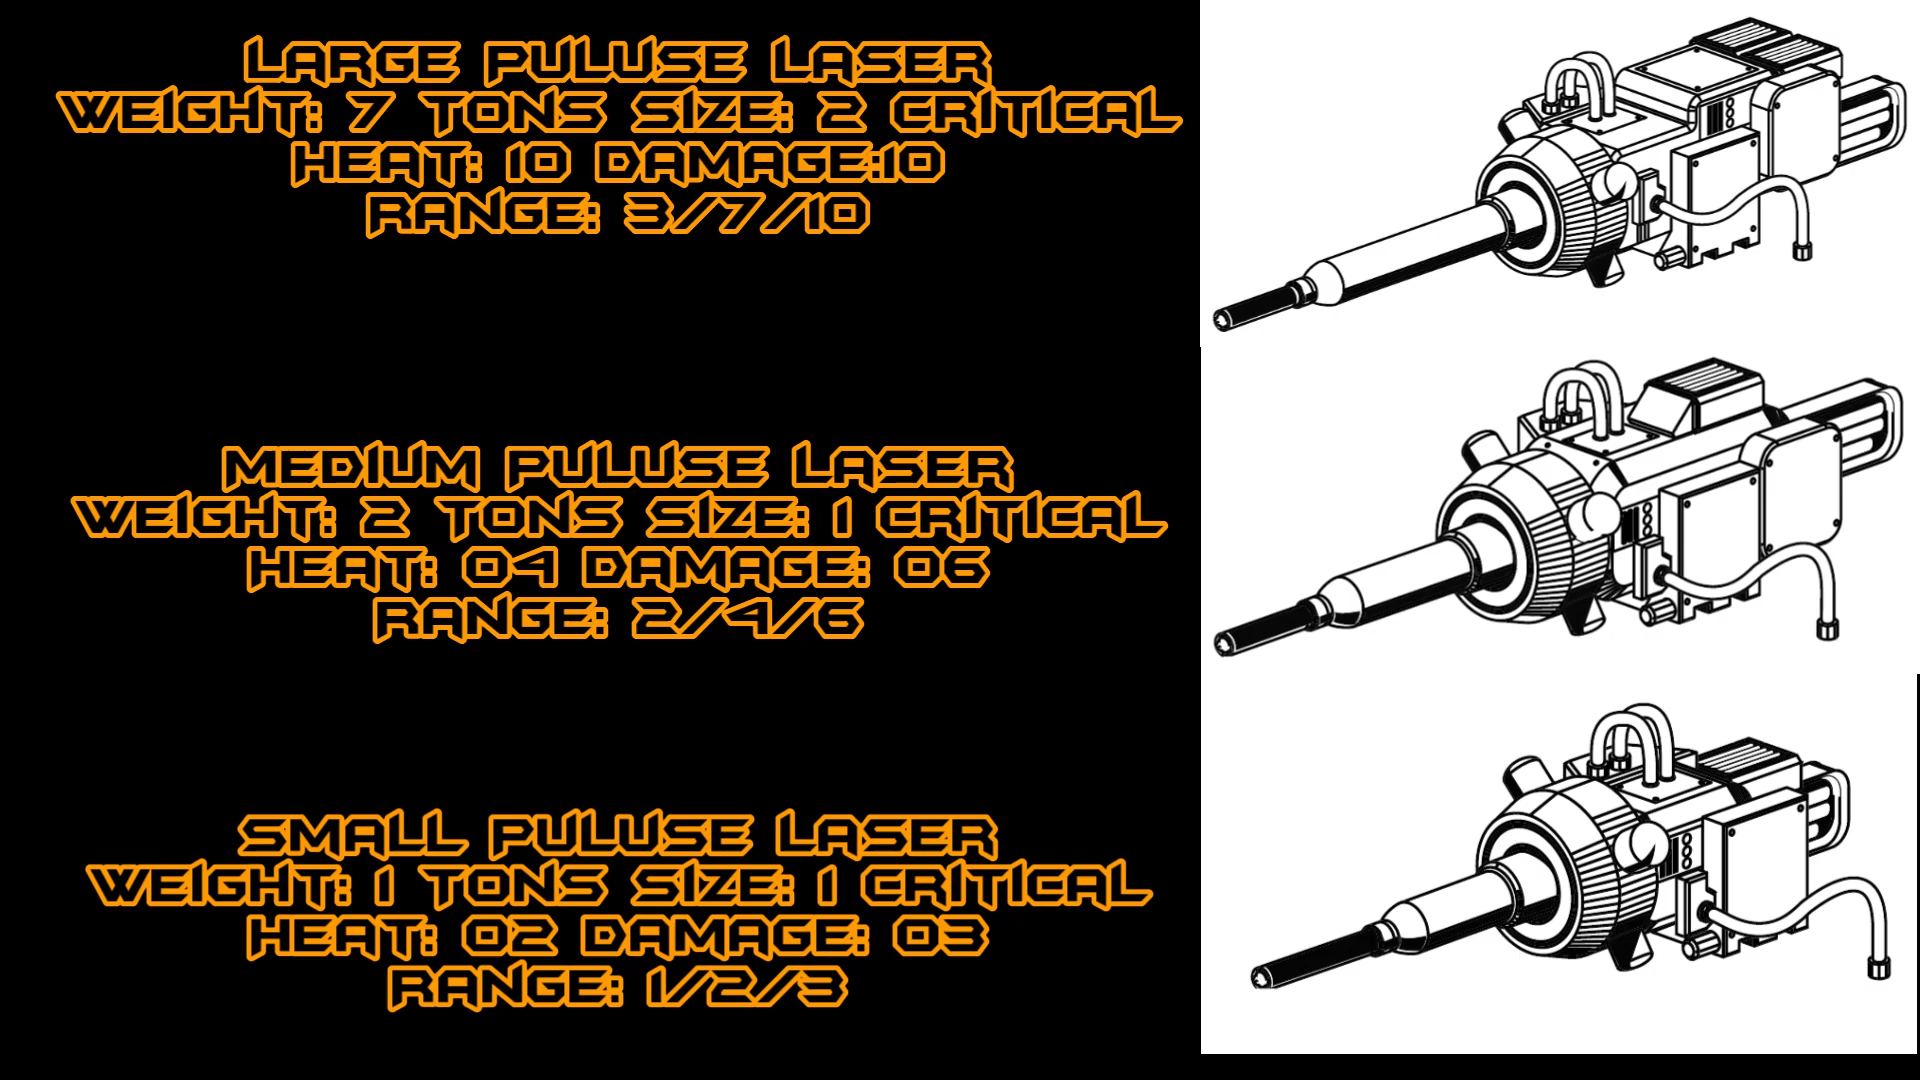 LARGE PULUSE LASER
WEIGHT: 7 TONS SIZE: 2 CRITICAL
HEAT: 10 DAMAGE:10
RANGE: 3/7/10
MEDIUM PULUSE LASER
WEIGHT: 2 TONS SIZE: 1 CRITICAL
HEAT: 04 DAMAGE: 06
RANGE: 2/4/6
SMALL PULUSE LASER
WEIGHT: 1 TONS SIZE: 1 CRITICAL
HEAT: 02 DAMAGE: 03
RANGE: 1/2/3